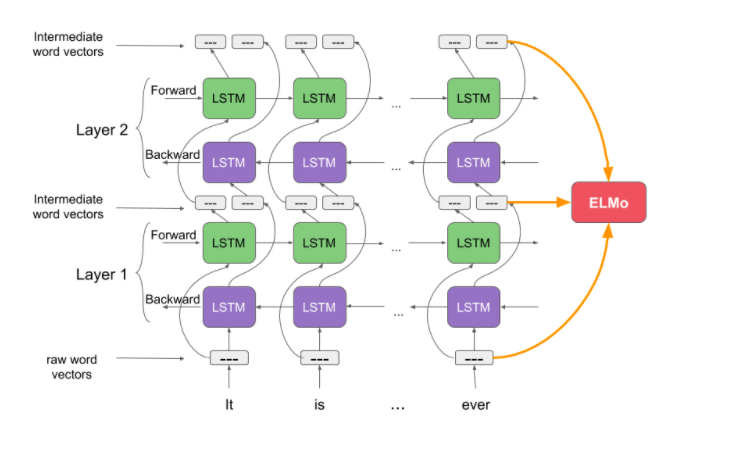 Intermediate
word vectors
--- --- --- --- --- ---
Forward
LSTM LSTM LSTM
...
Layer 2
Backward
LSTM LSTM LSTM
...
Intermediate
word vectors
--- --- --- --- --- ---
ELMo
Forward
LSTM LSTM LSTM
...
Layer 1
Backward
LSTM LSTM LSTM
...
raw word
vectors
--- --- ---
It is ... ever